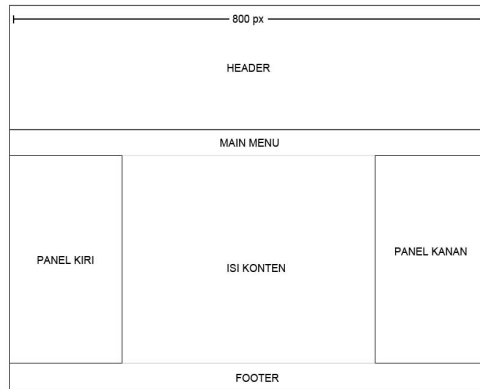 800 px
HEADER
MAIN MENU
PANEL KIRI
ISI KONTEN
PANEL KANAN
FOOTER